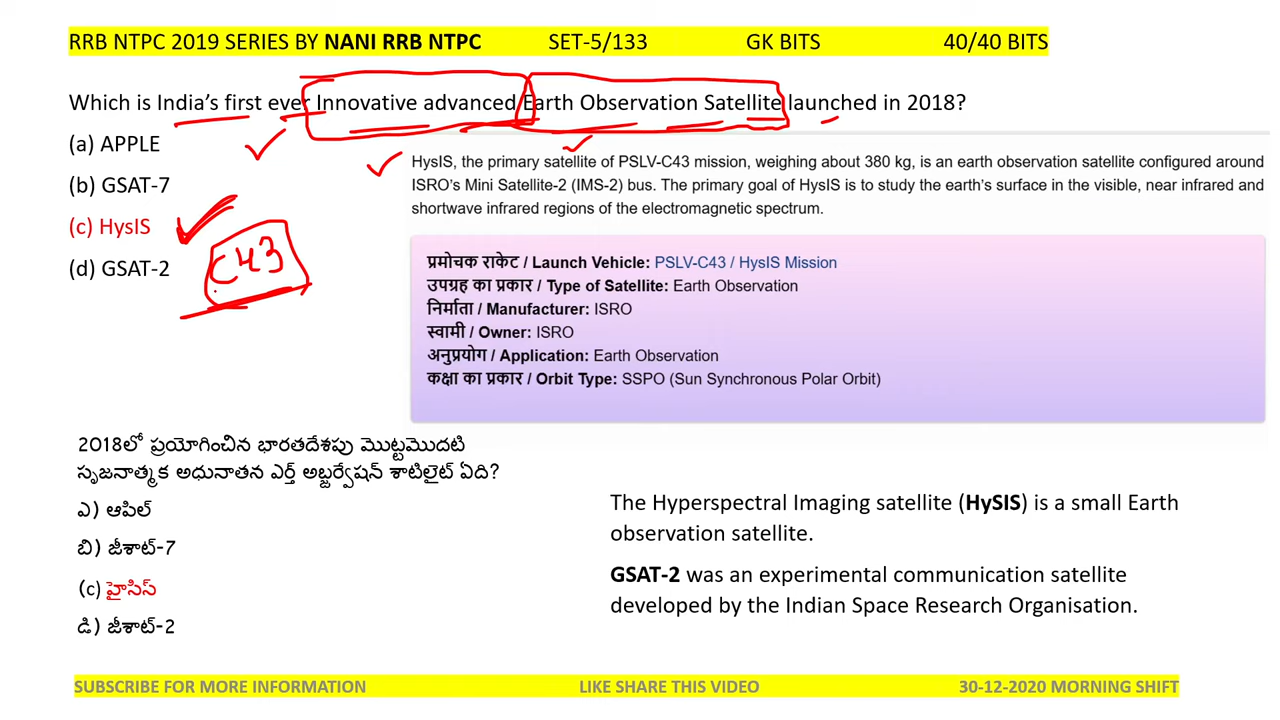 RRB NTPC 2019 SERIES BY NANI RRB NTPC SET-5/133 GK BITS 40/40 BITS
Which is India's first ever Innovative advanced Earth Observation Satellite launched in 2018?
(a) APPLE
(b) GSAT-7
(c) HysIS
(d) GSAT-2
C43
HysIS, the primary satellite of PSLV-C43 mission, weighing about 380 kg, is an earth observation satellite configured around
ISRO's Mini Satellite-2 (IMS-2) bus. The primary goal of HysIS is to study the earth's surface in the visible, near infrared and
shortwave infrared regions of the electromagnetic spectrum.
प्रमोचक राकेट / Launch Vehicle: PSLV-C43 / HysIS Mission
उपग्रह का प्रकार / Type of Satellite: Earth Observation
निर्माता / Manufacturer: ISRO
स्वामी / Owner: ISRO
अनुप्रयोग / Application: Earth Observation
कक्षा का प्रकार / Orbit Type: SSPO (Sun Synchronous Polar Orbit)
2018లో ప్రయోగించిన భారతదేశపు మొట్టమొదటి
సృజనాత్మక అధునాతన ఎర్త్ అబ్జర్వేషన్ శాటిలైట్ ఏది?
ఎ) ఆపిల్
బి) జీశాట్-7
(c) హైసిస్
డి) జీశాట్-2
The Hyperspectral Imaging satellite (HySIS) is a small Earth
observation satellite.
GSAT-2 was an experimental communication satellite
developed by the Indian Space Research Organisation.
SUBSCRIBE FOR MORE INFORMATION LIKE SHARE THIS VIDEO 30-12-2020 MORNING SHIFT